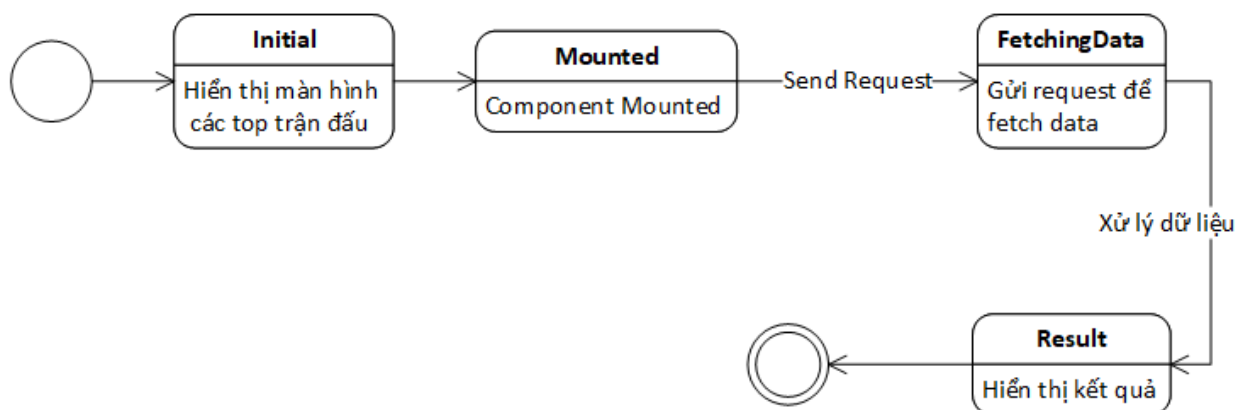 Initial
Hiển thị màn hình
các top trận đấu
Mounted
Component Mounted
Send Request
FetchingData
Gửi request để
fetch data
Xử lý dữ liệu
Result
Hiển thị kết quả